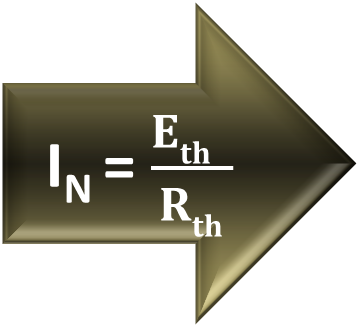 I_N = E_th / R_th